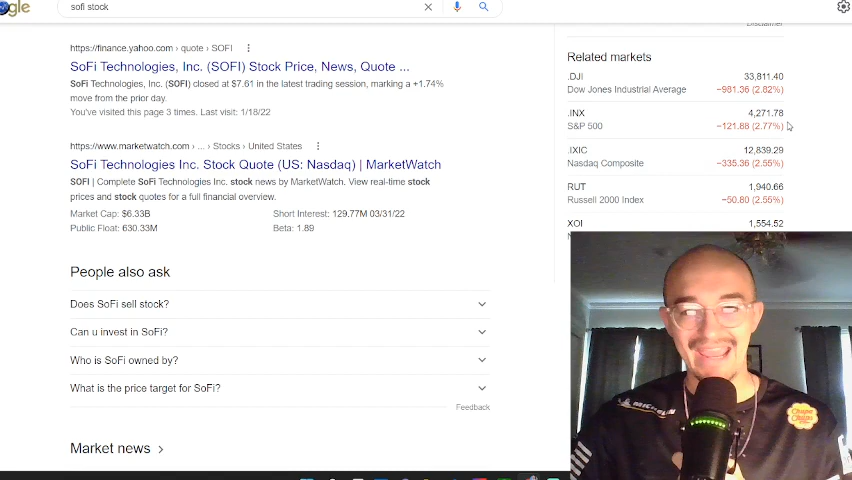 gle
sofi stock
https://finance.yahoo.com › quote › SOFI
SoFi Technologies, Inc. (SOFI) Stock Price, News, Quote ...
SoFi Technologies, Inc. (SOFI) closed at $7.61 in the latest trading session, marking a +1.74%
move from the prior day.
You've visited this page 3 times. Last visit: 1/18/22
https://www.marketwatch.com › ... › Stocks › United States
SoFi Technologies Inc. Stock Quote (US: Nasdaq) | MarketWatch
SOFI | Complete SoFi Technologies Inc. stock news by MarketWatch. View real-time stock
prices and stock quotes for a full financial overview.
Market Cap: $6.33B
Short Interest: 129.77M 03/31/22
Public Float: 630.33M
Beta: 1.89
People also ask
Does SoFi sell stock?
Can u invest in SoFi?
Who is SoFi owned by?
What is the price target for SoFi?
Feedback
Market news >
Disclaimer
Related markets
.DJI 33,811.40
Dow Jones Industrial Average −981.36 (2.82%)
.INX 4,271.78
S&P 500 −121.88 (2.77%)
.IXIC 12,839.29
Nasdaq Composite −335.36 (2.55%)
RUT 1,940.66
Russell 2000 Index −50.80 (2.55%)
XOI 1,554.52
MICHELIN
Chupa
Chups